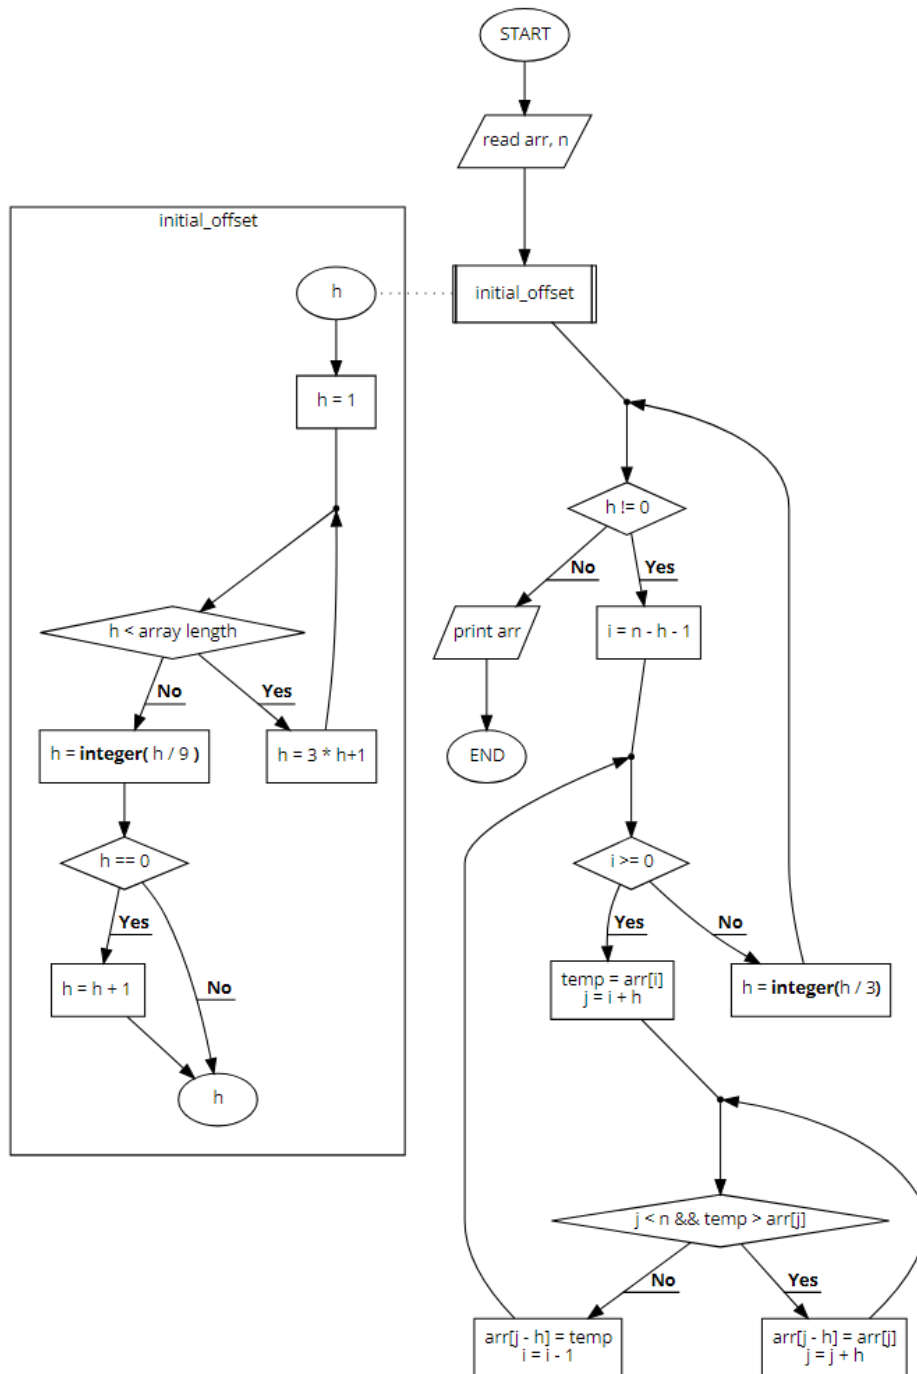 START
read arr, n
initial_offset
h
initial_offset
h = 1
h != 0
No
Yes
h < array length
print arr
i = n - h - 1
No
Yes
h = integer( h / 9 )
h = 3 * h+1
END
h == 0
i >= 0
Yes
Yes
No
h = h + 1
No
temp = arr[i]
j = i + h
h = integer(h / 3)
h
j < n && temp > arr[j]
No
Yes
arr[j - h] = temp
i = i - 1
arr[j - h] = arr[j]
j = j + h